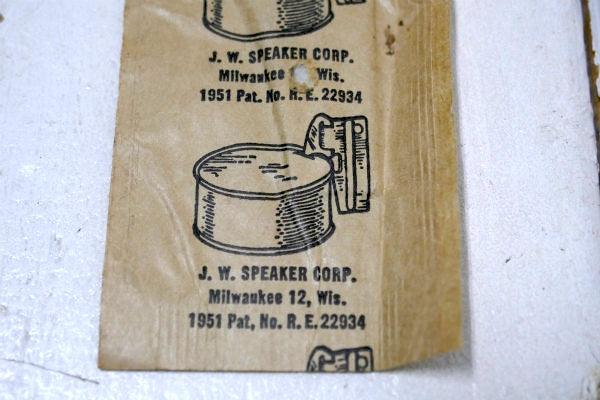 J. W. SPEAKER CORP.
Milwaukee Wis.
1951 Pat. No. R. E. 22934
J. W. SPEAKER CORP.
Milwaukee 12, Wis.
1951 Pat, No. R. E. 22934